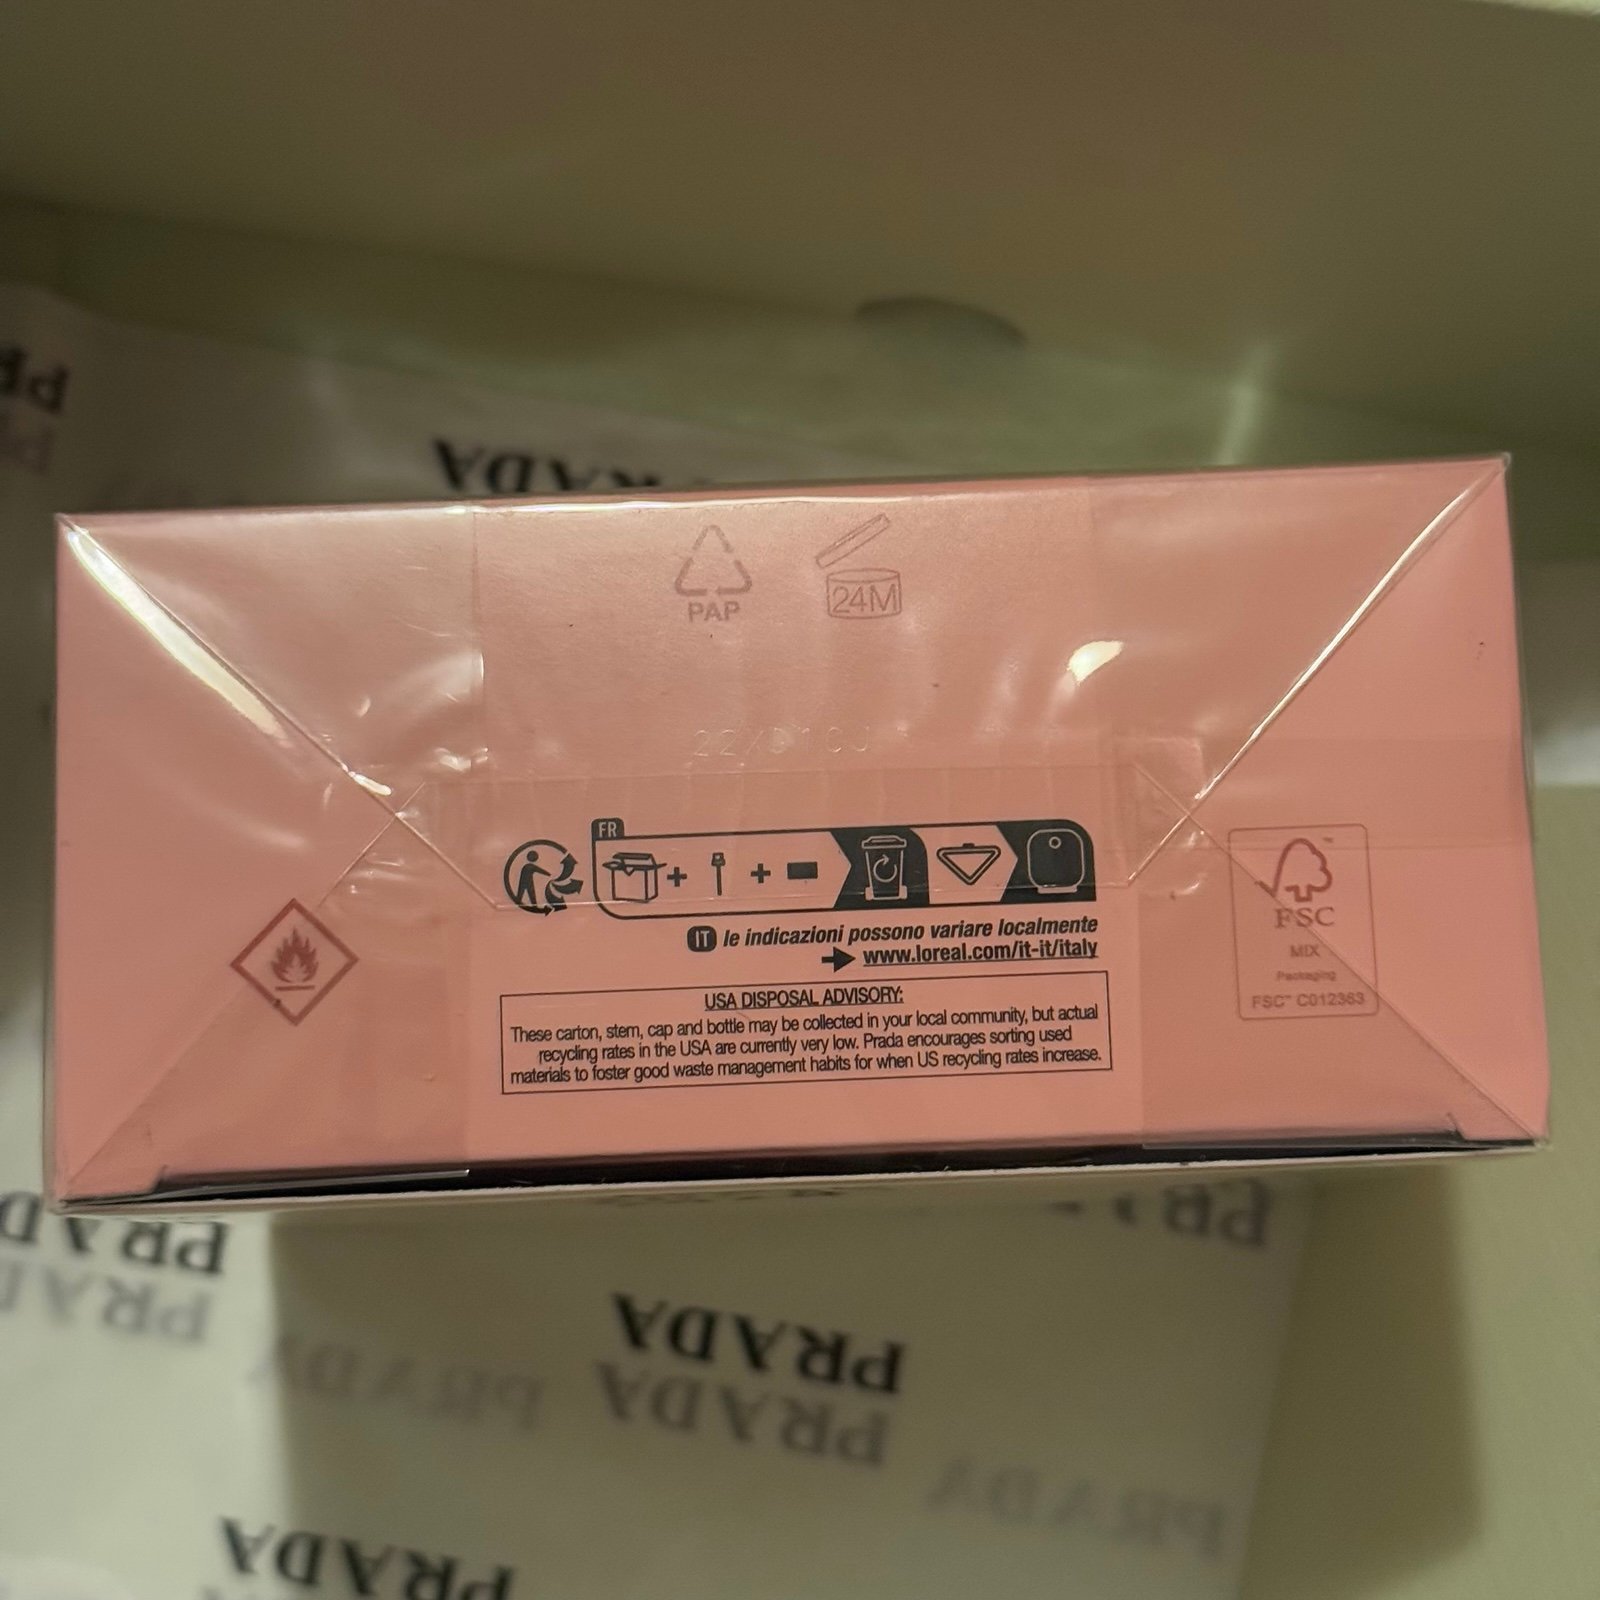 PRADA
PAP
24M
FR
IT le indicazioni possono variare localmente
www.loreal.com/it-it/italy
USA DISPOSAL ADVISORY:
These carton, stem, cap and bottle may be collected in your local community, but actual
recycling rates in the USA are currently very low. Prada encourages sorting used
materials to foster good waste management habits for when US recycling rates increase.
FSC
MIX
Packaging
FSC™ C012363
PRADA
PRADA
PRADA
PRADA
PRADA
PRADA
PRADA